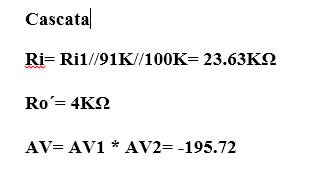 Cascata
Ri= Ri1//91K//100K= 23.63KΩ
Ro´= 4KΩ
AV= AV1 * AV2= -195.72